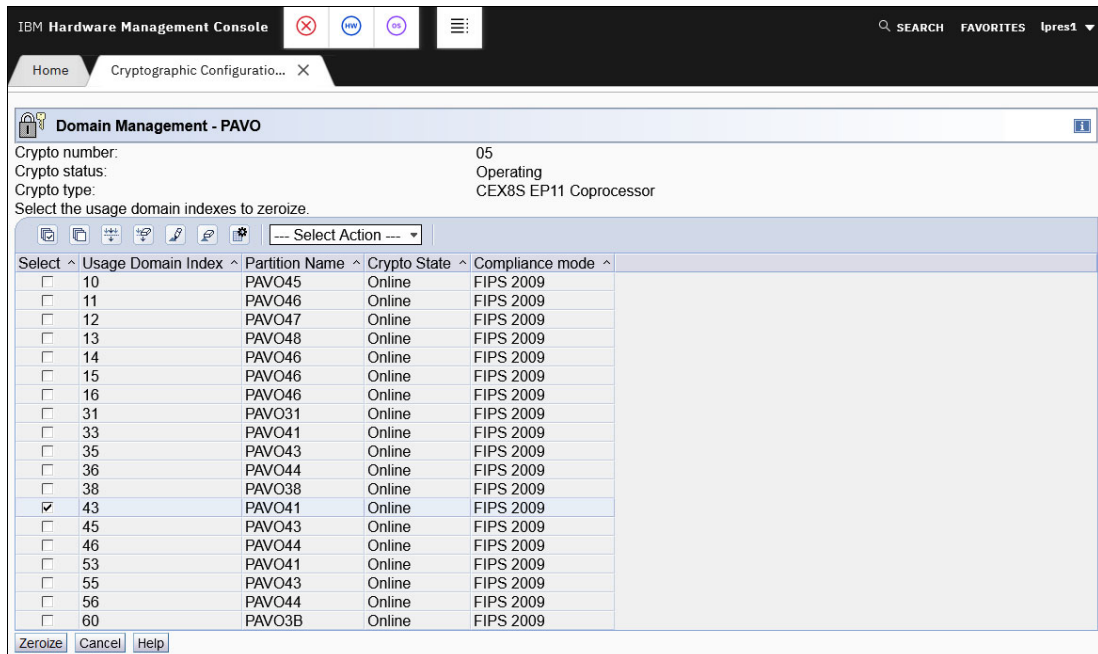 IBM Hardware Management Console HW OS SEARCH FAVORITES lpres1
Home Cryptographic Configuratio...
Domain Management - PAVO
Crypto number: 05
Crypto status: Operating
Crypto type: CEX8S EP11 Coprocessor
Select the usage domain indexes to zeroize.
--- Select Action ---
Select Usage Domain Index Partition Name Crypto State Compliance mode
10 PAVO45 Online FIPS 2009
11 PAVO46 Online FIPS 2009
12 PAVO47 Online FIPS 2009
13 PAVO48 Online FIPS 2009
14 PAVO46 Online FIPS 2009
15 PAVO46 Online FIPS 2009
16 PAVO46 Online FIPS 2009
31 PAVO31 Online FIPS 2009
33 PAVO41 Online FIPS 2009
35 PAVO43 Online FIPS 2009
36 PAVO44 Online FIPS 2009
38 PAVO38 Online FIPS 2009
43 PAVO41 Online FIPS 2009
45 PAVO43 Online FIPS 2009
46 PAVO44 Online FIPS 2009
53 PAVO41 Online FIPS 2009
55 PAVO43 Online FIPS 2009
56 PAVO44 Online FIPS 2009
60 PAVO3B Online FIPS 2009
Zeroize Cancel Help